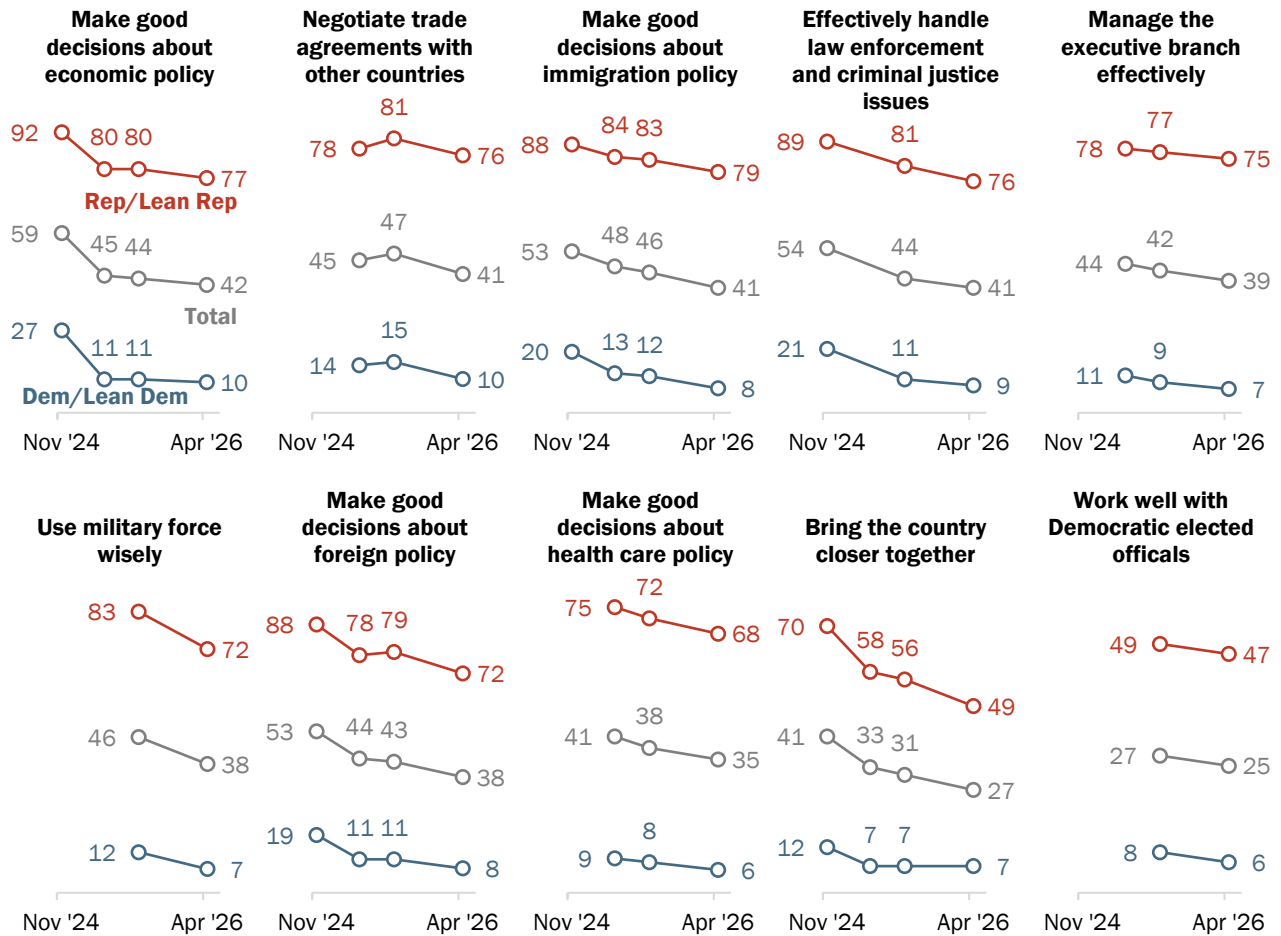 Make good
decisions about
economic policy
92
80 80
77
Rep/Lean Rep
59
45 44
42
Total
27
11 11
10
Dem/Lean Dem
Nov '24
Apr '26
Negotiate trade
agreements with
other countries
78
81
76
45
47
41
14
15
10
Nov '24
Apr '26
Make good
decisions about
immigration policy
88
84 83
79
53
48 46
41
20
13 12
8
Nov '24
Apr '26
Effectively handle
law enforcement
and criminal justice
issues
89
81
76
54
44
41
21
11
9
Nov '24
Apr '26
Manage the
executive branch
effectively
78
77
75
44
42
39
11
9
7
Nov '24
Apr '26
Use military force
wisely
83
72
46
38
12
7
Nov '24
Apr '26
Make good
decisions about
foreign policy
88
78 79
72
53
44 43
38
19
11 11
8
Nov '24
Apr '26
Make good
decisions about
health care policy
75
72
68
41
38
35
9
8
6
Nov '24
Apr '26
Bring the country
closer together
70
58 56
49
41
33 31
27
12
7 7
7
Nov '24
Apr '26
Work well with
Democratic elected
officals
49
47
27
25
8
6
Nov '24
Apr '26